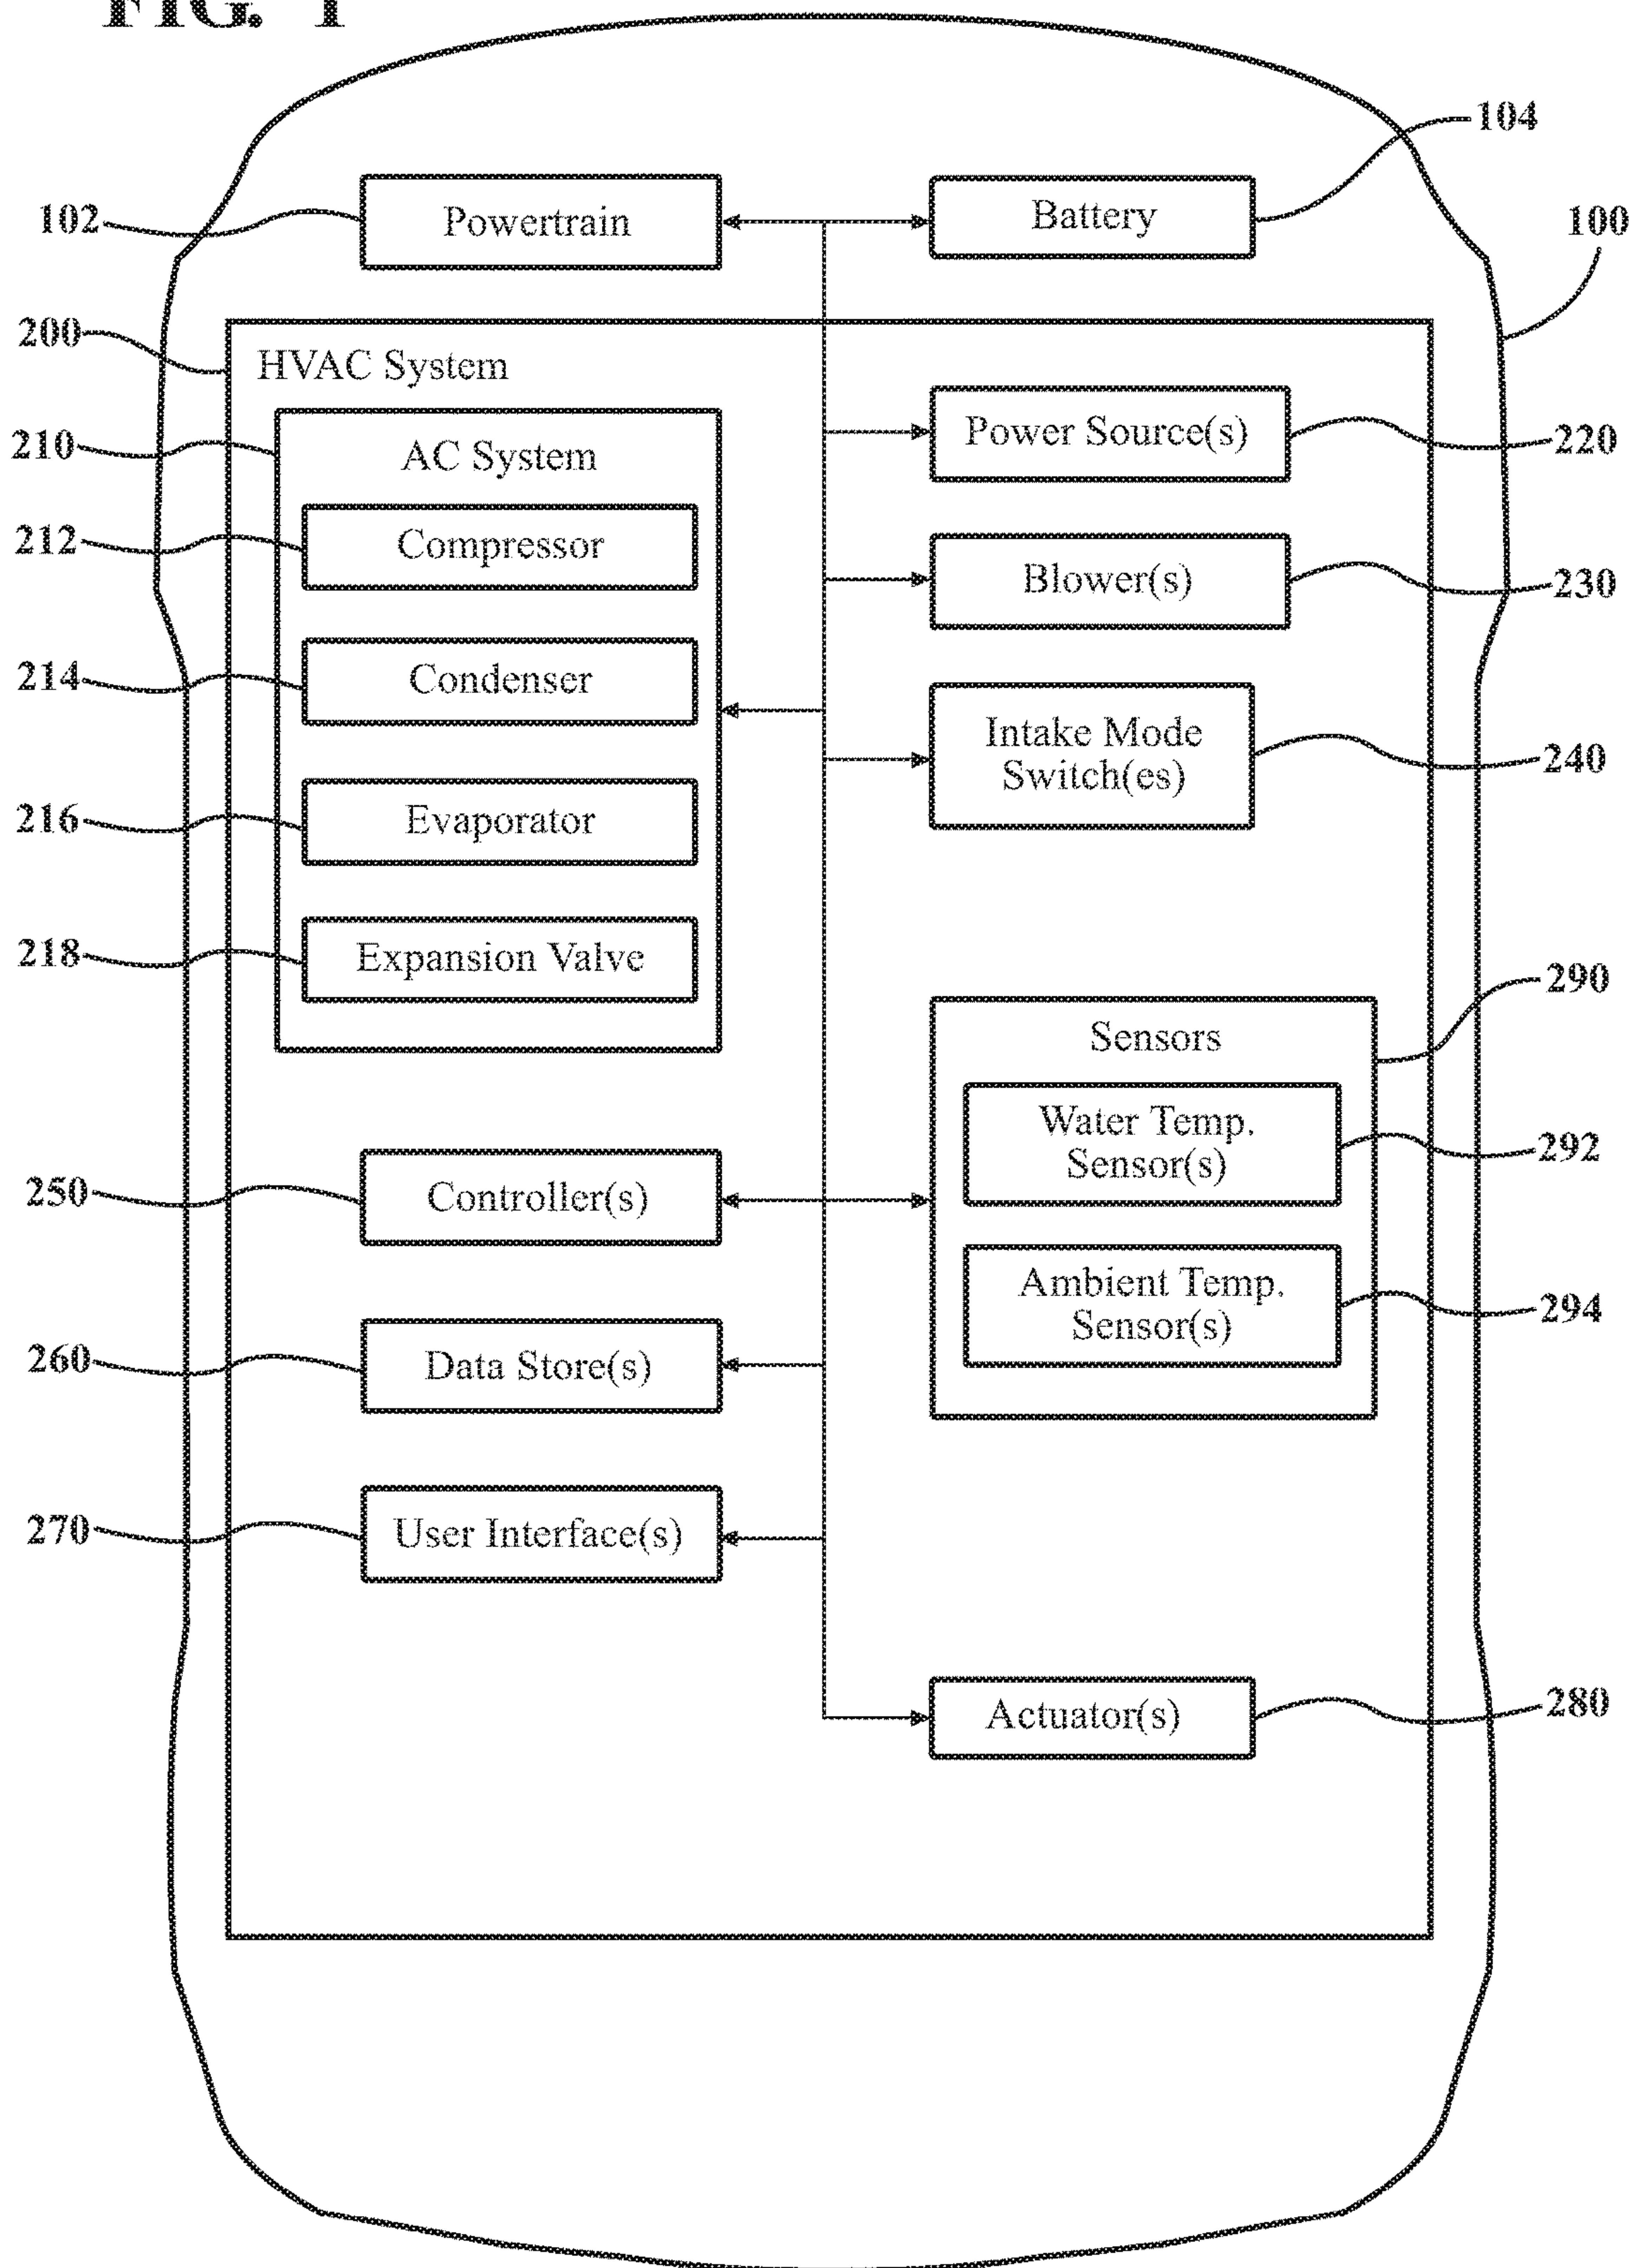 FIG. 1
104
102
Powertrain
Battery
100
200
HVAC System
210
AC System
Power Source(s)
220
212
Compressor
Blower(s)
230
214
Condenser
Intake Mode
Switch(es)
240
216
Evaporator
218
Expansion Valve
290
Sensors
Water Temp.
Sensor(s)
292
250
Controller(s)
Ambient Temp.
Sensor(s)
294
260
Data Store(s)
270
User Interface(s)
Actuator(s)
280